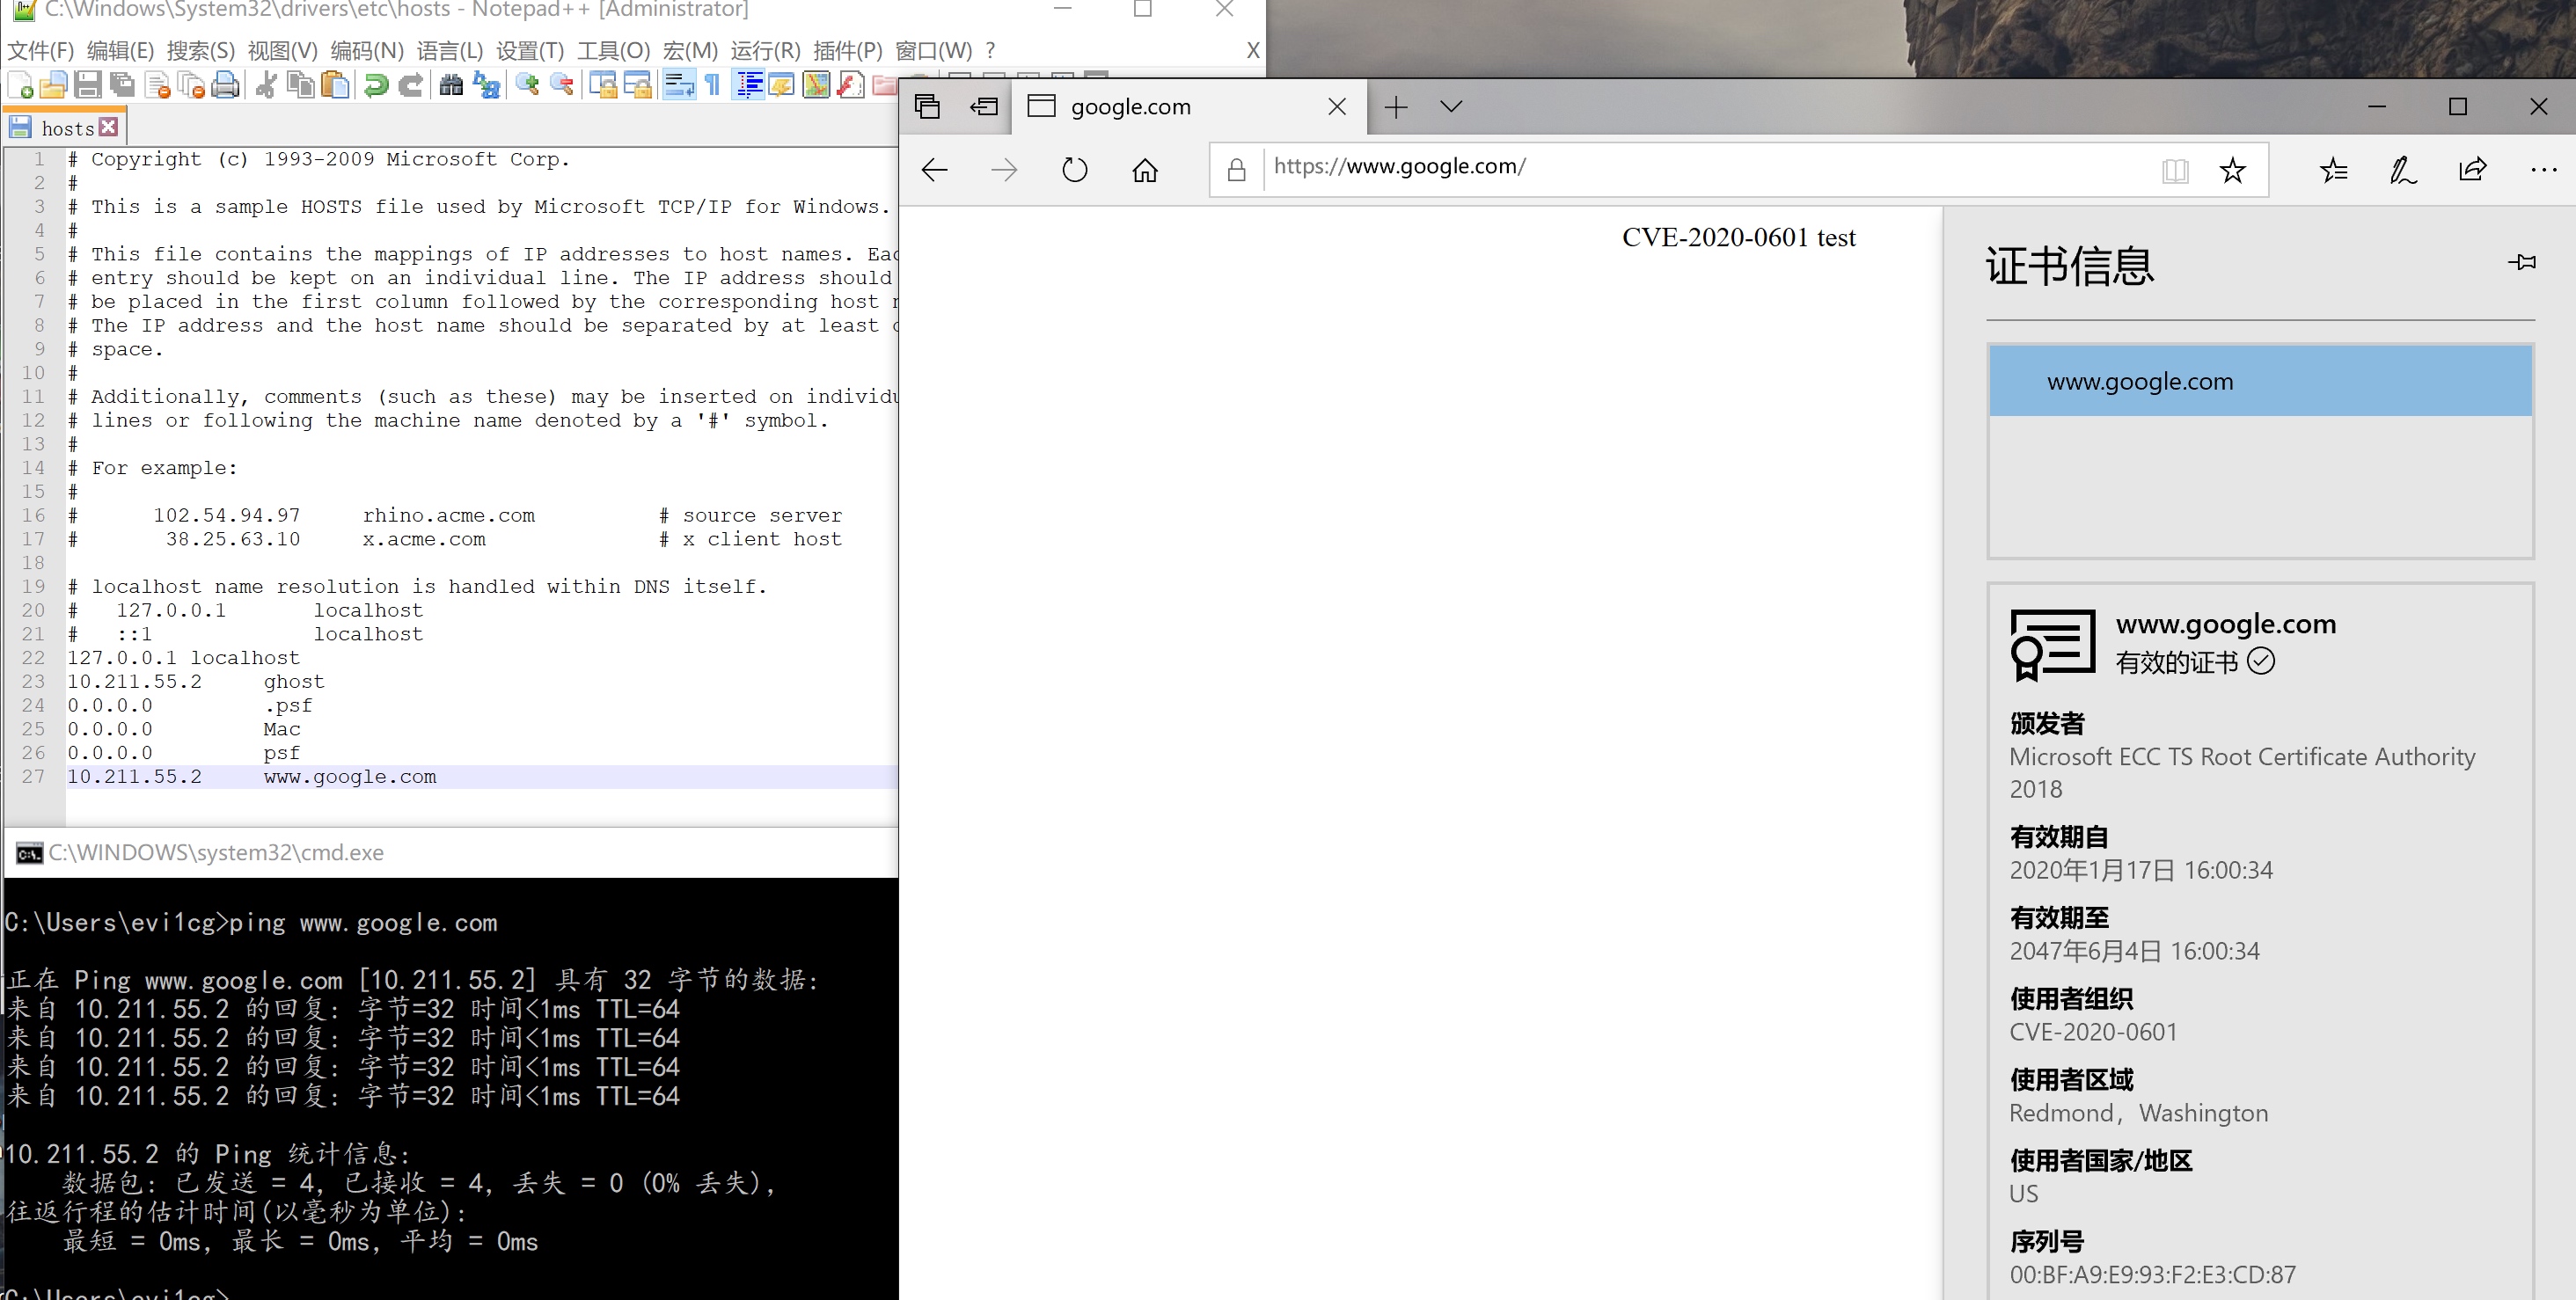 C:\Windows\System32\drivers\etc\hosts - Notepad++ [Administrator]
文件(F) 编辑(E) 搜索(S) 视图(V) 编码(N) 语言(L) 设置(T) 工具(O) 宏(M) 运行(R) 插件(P) 窗口(W) ? X
hosts
1 # Copyright (c) 1993-2009 Microsoft Corp.
2 #
3 # This is a sample HOSTS file used by Microsoft TCP/IP for Windows.
4 #
5 # This file contains the mappings of IP addresses to host names. Eac
6 # entry should be kept on an individual line. The IP address should
7 # be placed in the first column followed by the corresponding host
8 # The IP address and the host name should be separated by at least
9 # space.
10 #
11 # Additionally, comments (such as these) may be inserted on individu
12 # lines or following the machine name denoted by a '#' symbol.
13 #
14 # For example:
15 #
16 # 102.54.94.97 rhino.acme.com # source server
17 # 38.25.63.10 x.acme.com # x client host
18
19 # localhost name resolution is handled within DNS itself.
20 # 127.0.0.1 localhost
21 # ::1 localhost
22 127.0.0.1 localhost
23 10.211.55.2 ghost
24 0.0.0.0 .psf
25 0.0.0.0 Mac
26 0.0.0.0 psf
27 10.211.55.2 www.google.com
C:\WINDOWS\system32\cmd.exe
C:\Users\evi1cg>ping www.google.com
正在 Ping www.google.com [10.211.55.2] 具有 32 字节的数据:
来自 10.211.55.2 的回复: 字节=32 时间<1ms TTL=64
来自 10.211.55.2 的回复: 字节=32 时间<1ms TTL=64
来自 10.211.55.2 的回复: 字节=32 时间<1ms TTL=64
来自 10.211.55.2 的回复: 字节=32 时间<1ms TTL=64
10.211.55.2 的 Ping 统计信息:
数据包: 已发送 = 4, 已接收 = 4, 丢失 = 0 (0% 丢失),
往返行程的估计时间(以毫秒为单位):
最短 = 0ms, 最长 = 0ms, 平均 = 0ms
C:\Users\evi1cg>
google.com
https://www.google.com/
CVE-2020-0601 test
证书信息
www.google.com
www.google.com
有效的证书
颁发者
Microsoft ECC TS Root Certificate Authority
2018
有效期自
2020年1月17日 16:00:34
有效期至
2047年6月4日 16:00:34
使用者组织
CVE-2020-0601
使用者区域
Redmond, Washington
使用者国家/地区
US
序列号
00:BF:A9:E9:93:F2:E3:CD:87